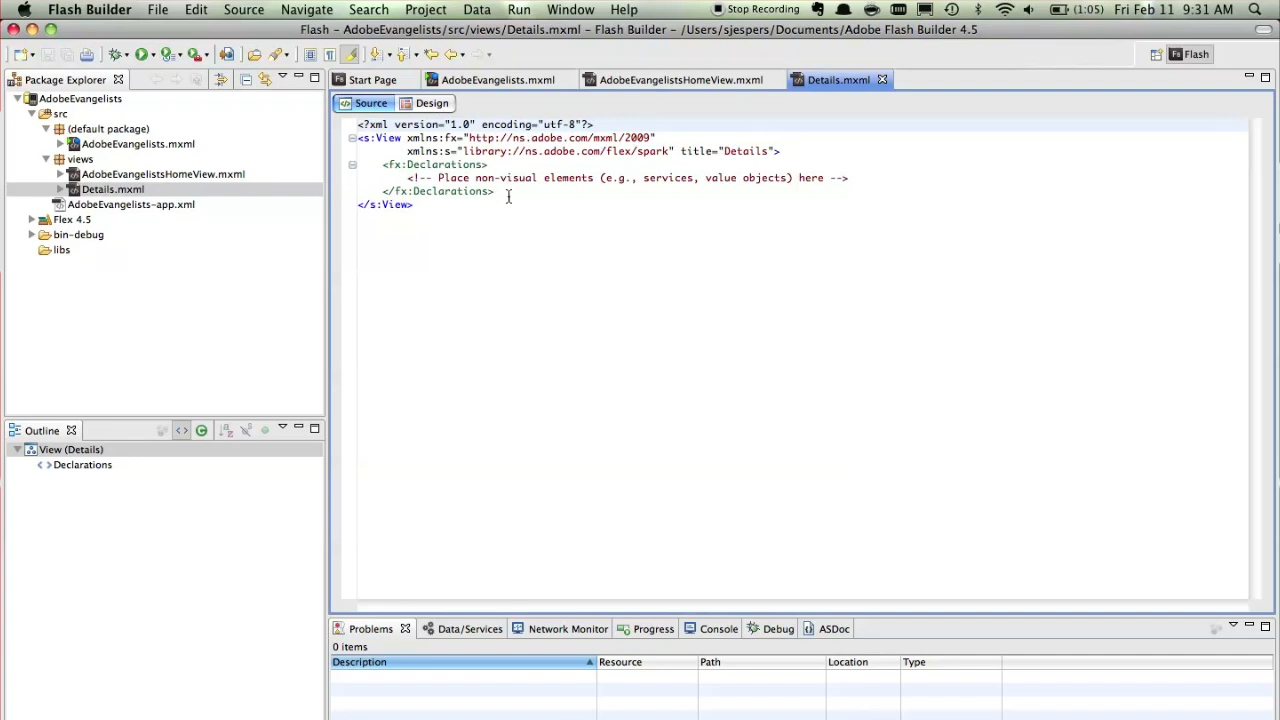 Flash Builder File Edit Source Navigate Search Project Data Run Window Help Stop Recording (1:05) Fri Feb 11 9:31 AM
Flash – AdobeEvangelists/src/views/Details.mxml – Flash Builder – /Users/sjespers/Documents/Adobe Flash Builder 4.5
Flash
Package Explorer
AdobeEvangelists
src
(default package)
AdobeEvangelists.mxml
views
AdobeEvangelistsHomeView.mxml
Details.mxml
AdobeEvangelists-app.xml
Flex 4.5
bin-debug
libs
Outline
View (Details)
Declarations
Start Page AdobeEvangelists.mxml AdobeEvangelistsHomeView.mxml Details.mxml
Source Design
<?xml version="1.0" encoding="utf-8"?>
<s:View xmlns:fx="http://ns.adobe.com/mxml/2009"
xmlns:s="library://ns.adobe.com/flex/spark" title="Details">
<fx:Declarations>
<!-- Place non-visual elements (e.g., services, value objects) here -->
</fx:Declarations>
</s:View>
Problems Data/Services Network Monitor Progress Console Debug ASDoc
0 items
Description Resource Path Location Type